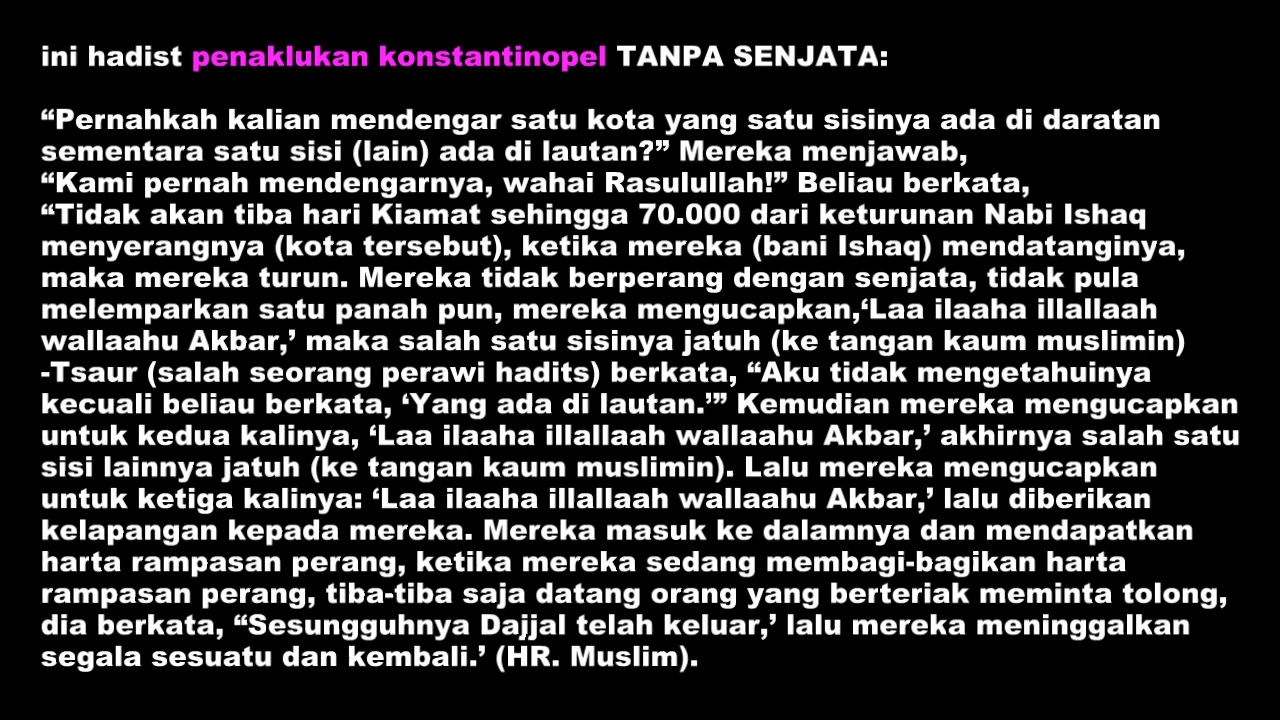 ini hadist penaklukan konstantinopel TANPA SENJATA:
“Pernahkah kalian mendengar satu kota yang satu sisinya ada di daratan
sementara satu sisi (lain) ada di lautan?” Mereka menjawab,
“Kami pernah mendengarnya, wahai Rasulullah!” Beliau berkata,
“Tidak akan tiba hari Kiamat sehingga 70.000 dari keturunan Nabi Ishaq
menyerangnya (kota tersebut), ketika mereka (bani Ishaq) mendatanginya,
maka mereka turun. Mereka tidak berperang dengan senjata, tidak pula
melemparkan satu panah pun, mereka mengucapkan,‘Laa ilaaha illallaah
wallaahu Akbar,’ maka salah satu sisinya jatuh (ke tangan kaum muslimin)
-Tsaur (salah seorang perawi hadits) berkata, “Aku tidak mengetahuinya
kecuali beliau berkata, ‘Yang ada di lautan.’” Kemudian mereka mengucapkan
untuk kedua kalinya, ‘Laa ilaaha illallaah wallaahu Akbar,’ akhirnya salah satu
sisi lainnya jatuh (ke tangan kaum muslimin). Lalu mereka mengucapkan
untuk ketiga kalinya: ‘Laa ilaaha illallaah wallaahu Akbar,’ lalu diberikan
kelapangan kepada mereka. Mereka masuk ke dalamnya dan mendapatkan
harta rampasan perang, ketika mereka sedang membagi-bagikan harta
rampasan perang, tiba-tiba saja datang orang yang berteriak meminta tolong,
dia berkata, “Sesungguhnya Dajjal telah keluar,’ lalu mereka meninggalkan
segala sesuatu dan kembali.’ (HR. Muslim).